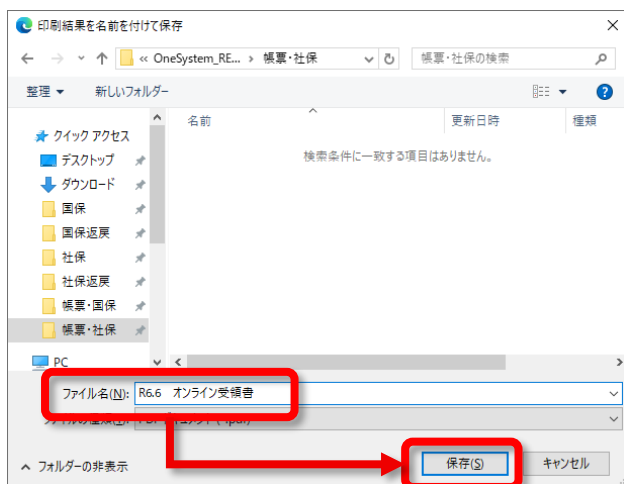 印刷結果を名前を付けて保存
« OneSystem_RE... › 帳票・社保
帳票・社保の検索
整理 新しいフォルダー
名前 更新日時 種類
検索条件に一致する項目はありません。
クイック アクセス
デスクトップ
ダウンロード
国保
国保返戻
社保
社保返戻
帳票・国保
帳票・社保
PC
ファイル名(N): R6.6 オンライン受領書
保存(S) キャンセル
フォルダーの非表示